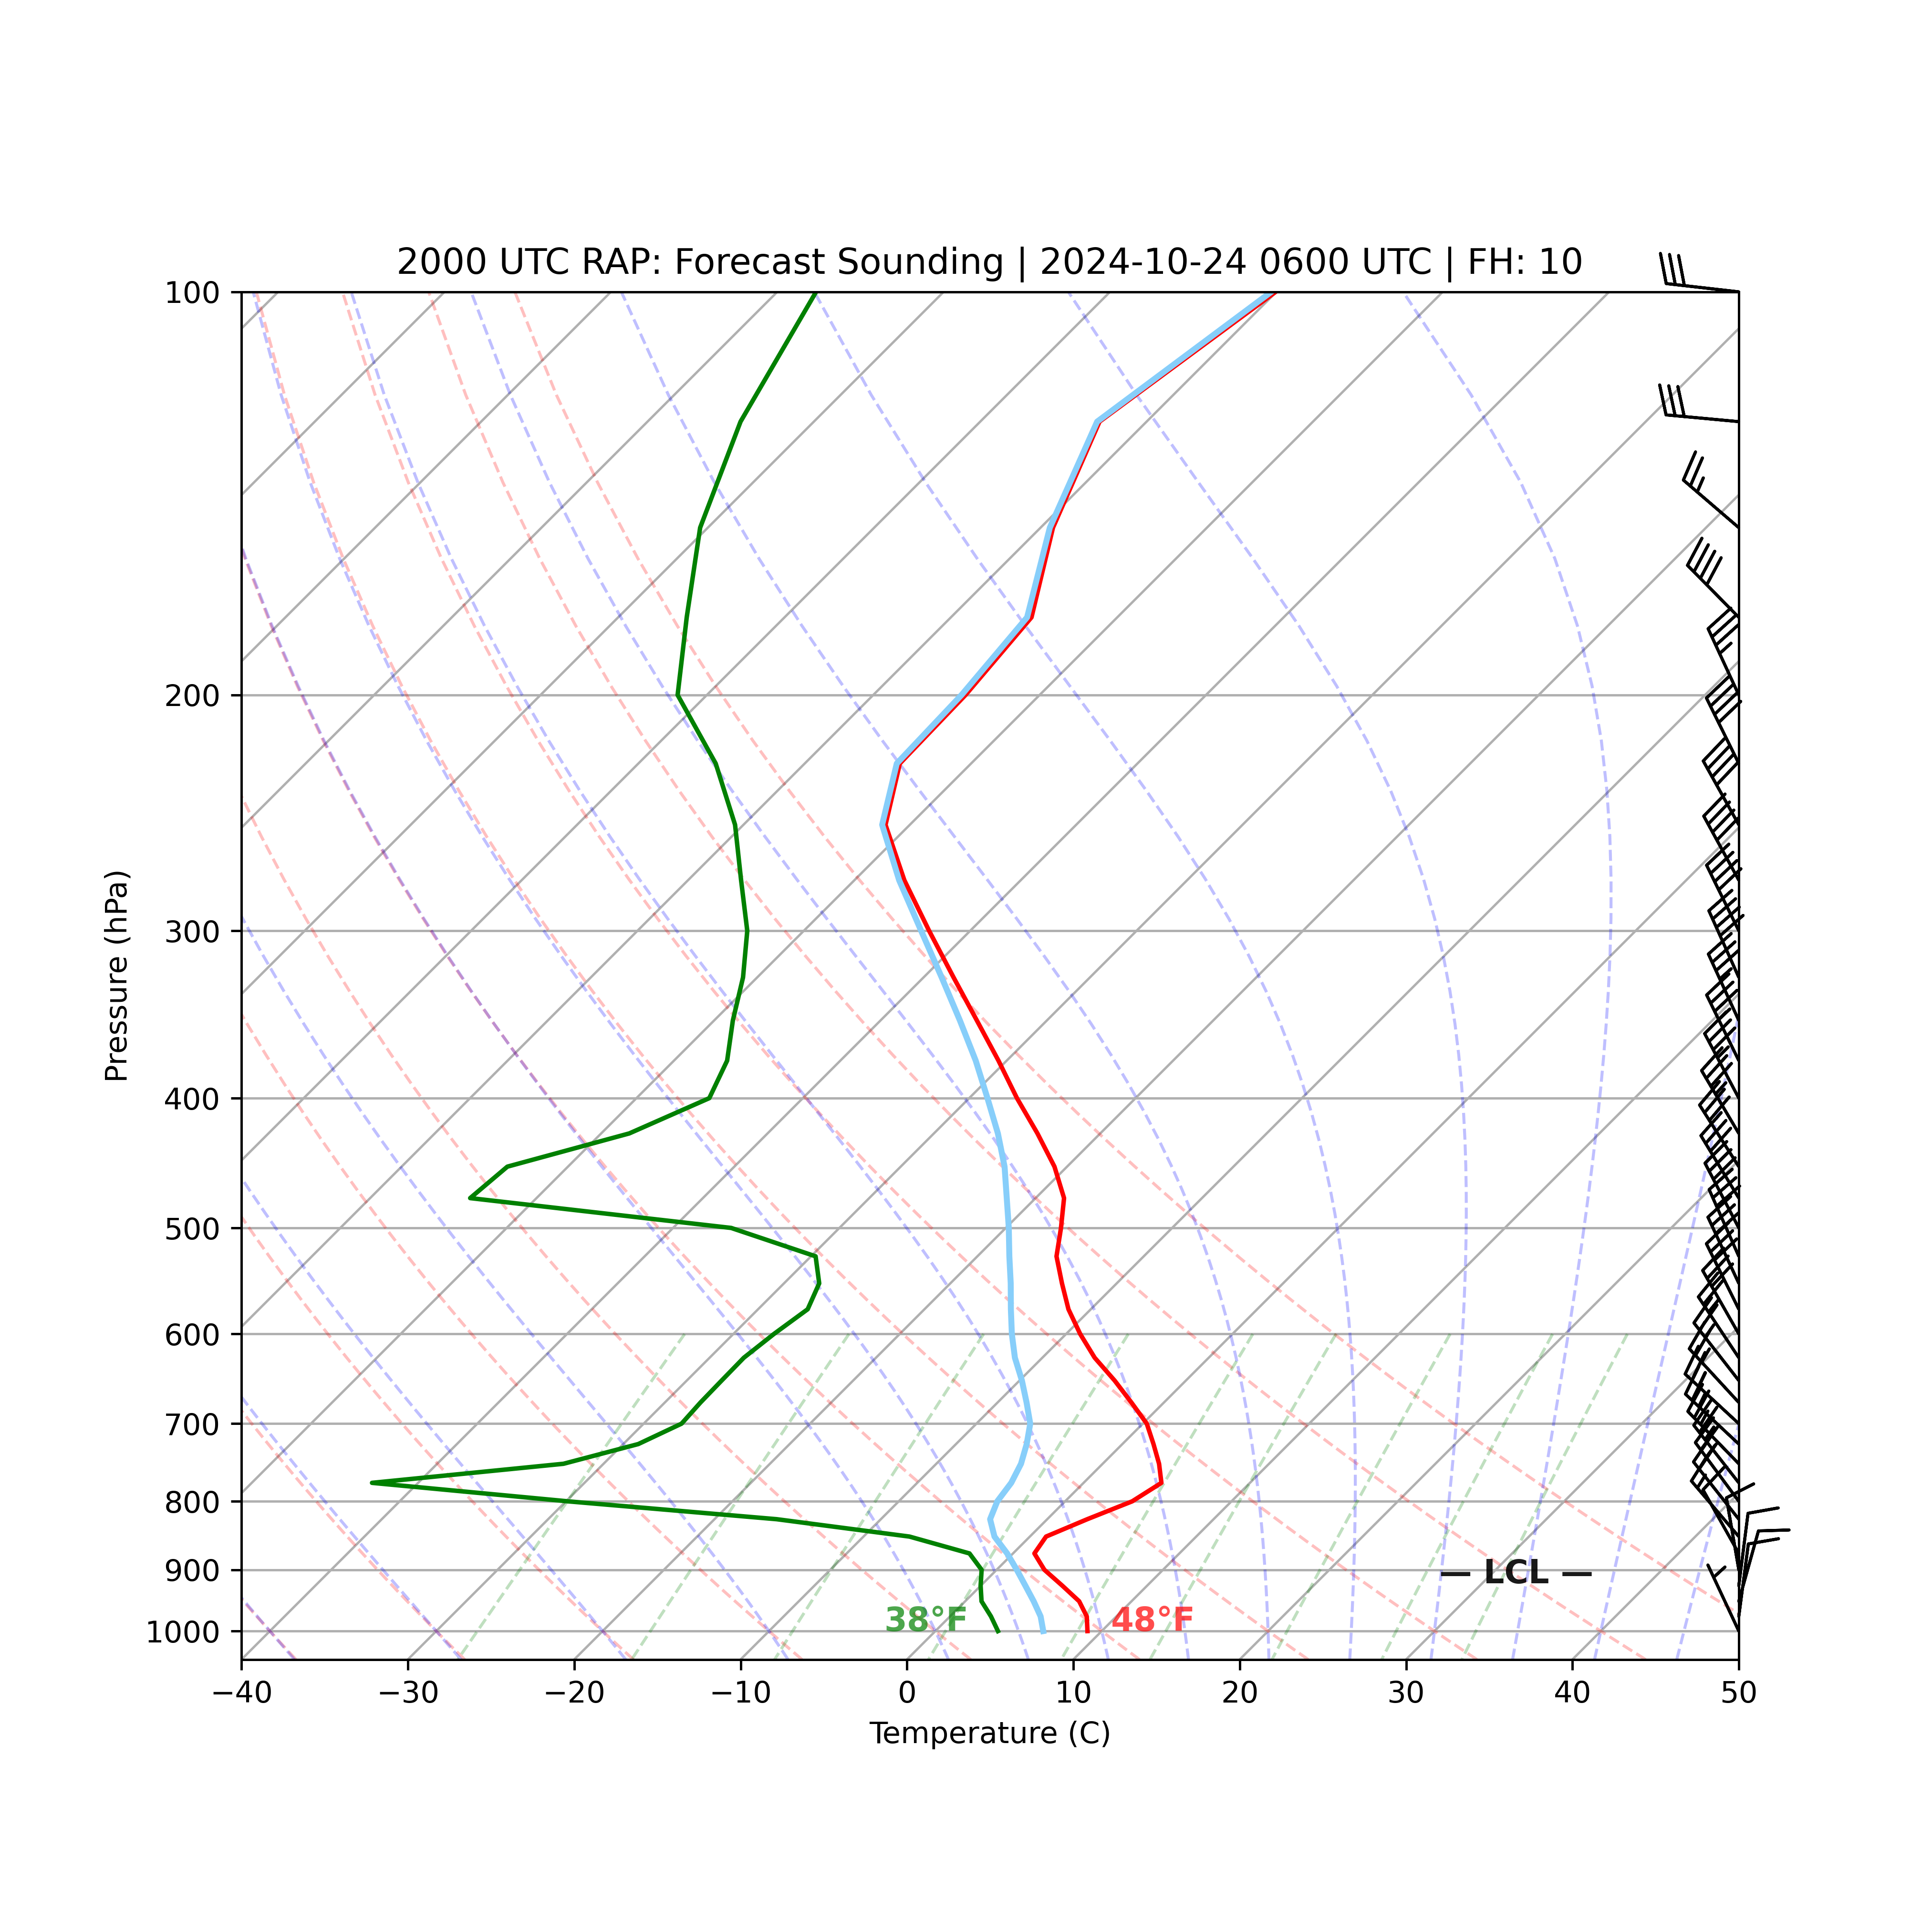 2000 UTC RAP: Forecast Sounding | 2024-10-24 0600 UTC | FH: 10
100
200
300
400
500
600
700
800
900
1000
Pressure (hPa)
— LCL —
38°F
48°F
−40 −30 −20 −10 0 10 20 30 40 50
Temperature (C)